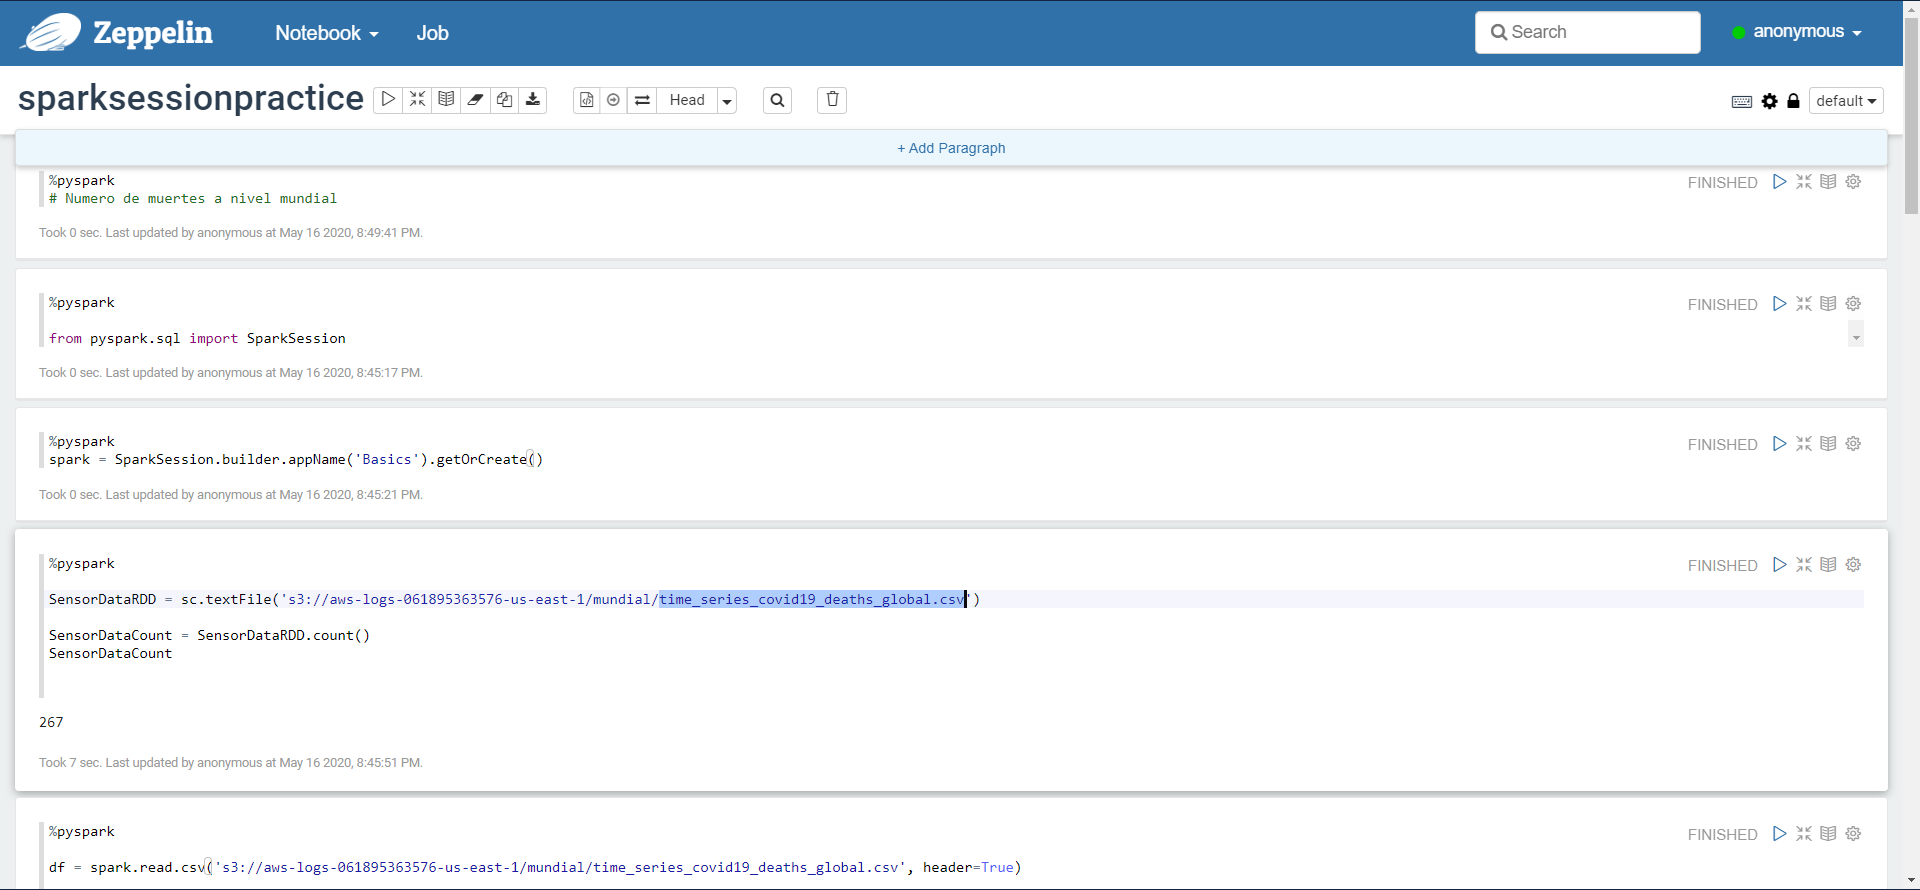 Zeppelin Notebook Job Search anonymous
sparksessionpractice Head default
+ Add Paragraph
%pyspark FINISHED
# Numero de muertes a nivel mundial
Took 0 sec. Last updated by anonymous at May 16 2020, 8:49:41 PM.
%pyspark FINISHED
from pyspark.sql import SparkSession
Took 0 sec. Last updated by anonymous at May 16 2020, 8:45:17 PM.
%pyspark FINISHED
spark = SparkSession.builder.appName('Basics').getOrCreate()
Took 0 sec. Last updated by anonymous at May 16 2020, 8:45:21 PM.
%pyspark FINISHED
SensorDataRDD = sc.textFile('s3://aws-logs-061895363576-us-east-1/mundial/time_series_covid19_deaths_global.csv')
SensorDataCount = SensorDataRDD.count()
SensorDataCount
267
Took 7 sec. Last updated by anonymous at May 16 2020, 8:45:51 PM.
%pyspark FINISHED
df = spark.read.csv('s3://aws-logs-061895363576-us-east-1/mundial/time_series_covid19_deaths_global.csv', header=True)